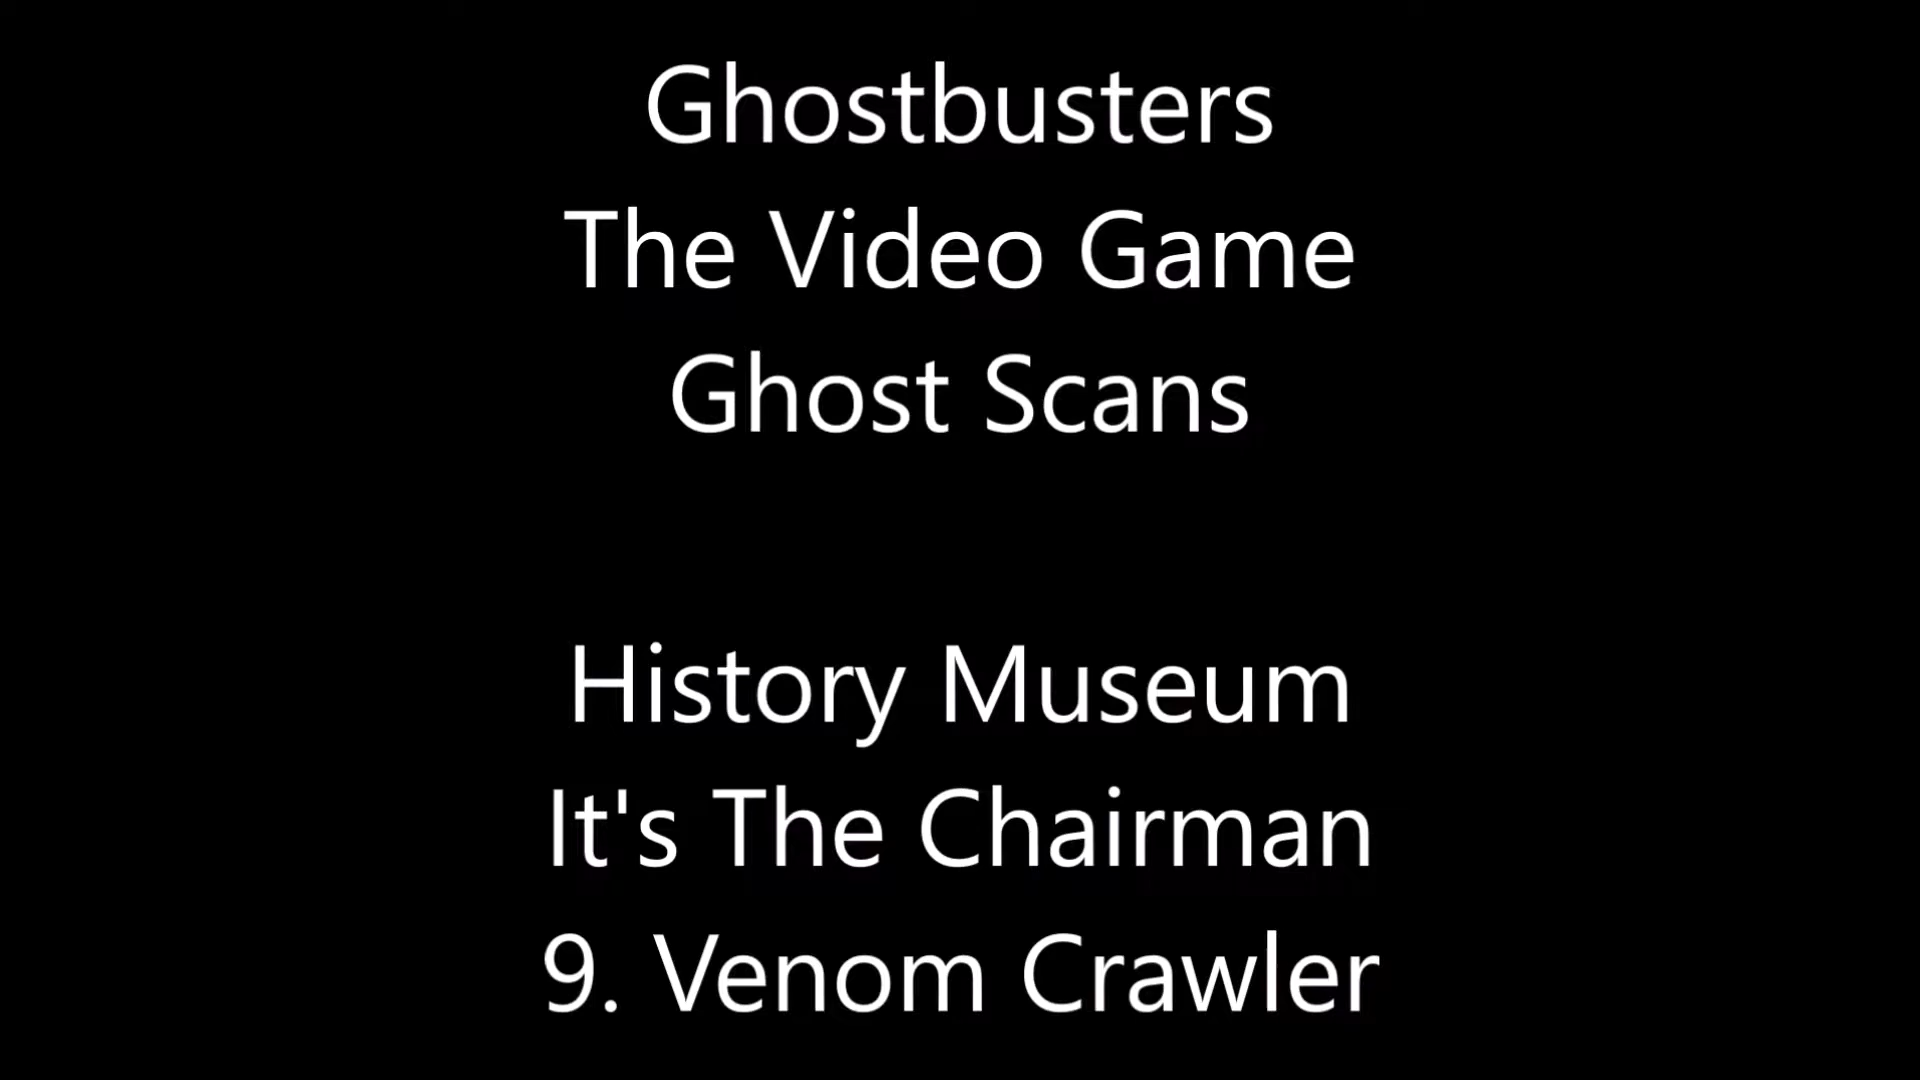 Ghostbusters
The Video Game
Ghost Scans
History Museum
It's The Chairman
9. Venom Crawler